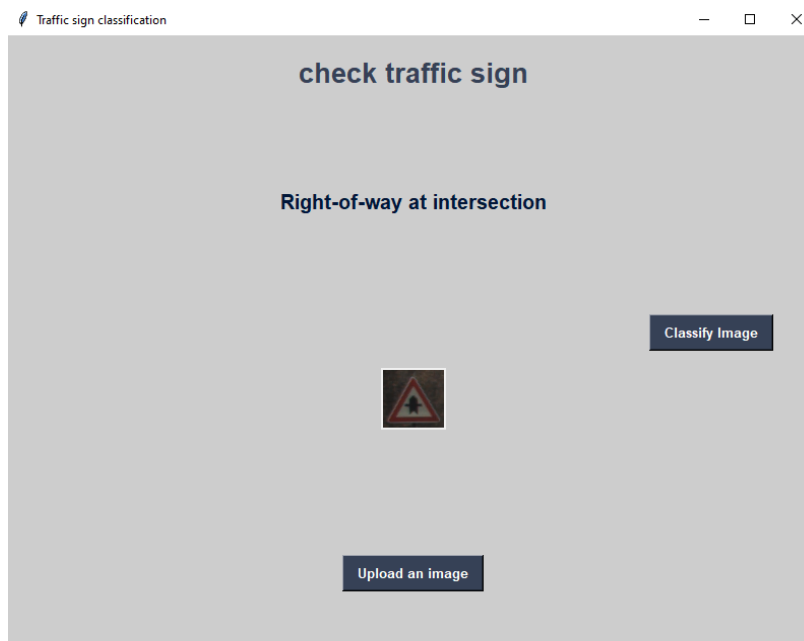 Traffic sign classification
check traffic sign
Right-of-way at intersection
Classify Image
Upload an image